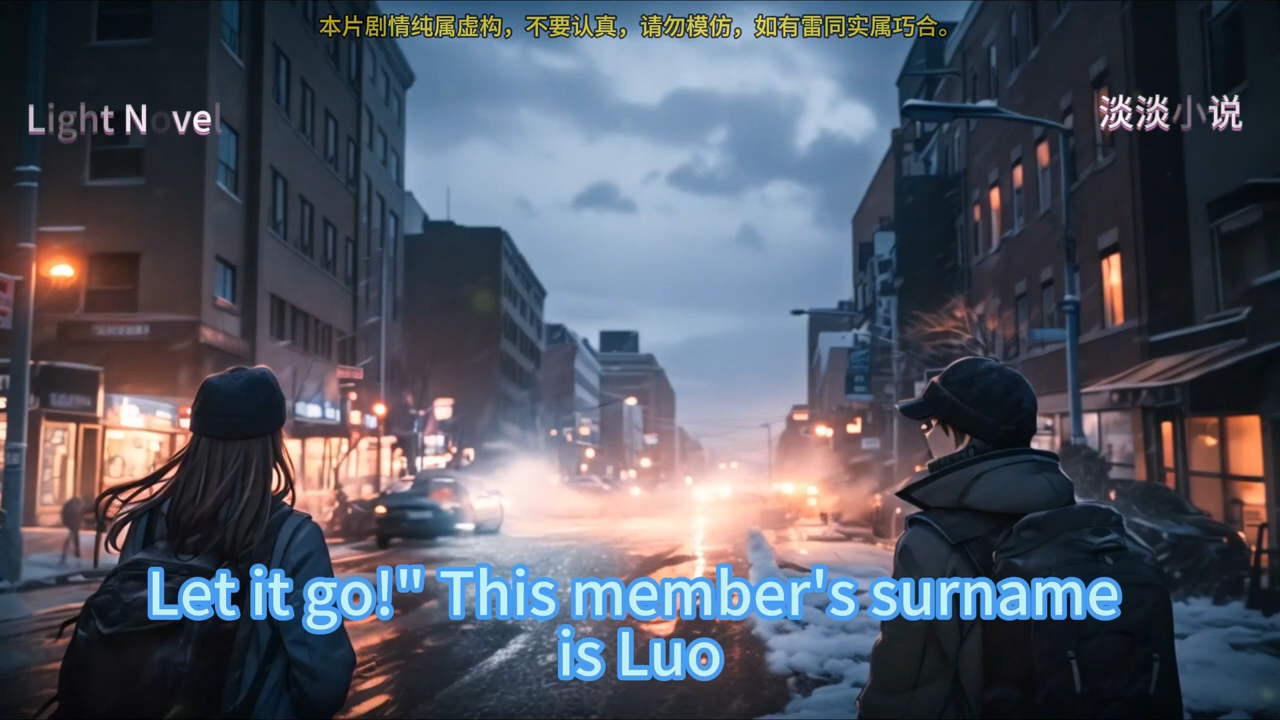 本片剧情纯属虚构，不要认真，请勿模仿，如有雷同实属巧合。
Light Novel
淡淡小说
Let it go!" This member's surname
is Luo